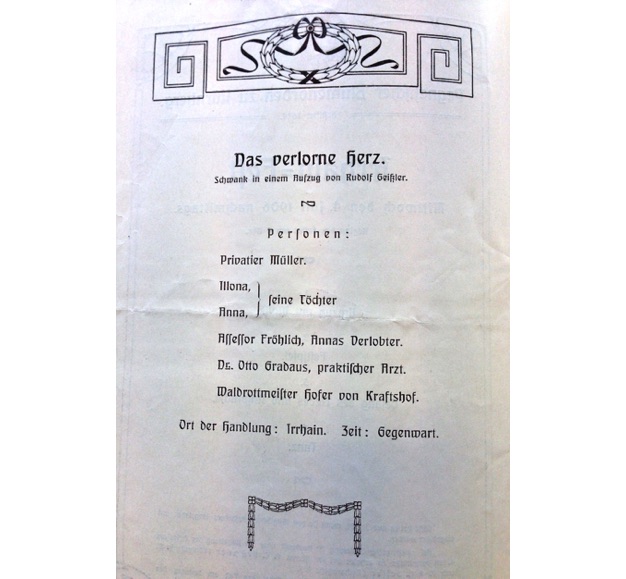 Das verlorne Herz.
Schwank in einem Aufzug von Rudolf Geißler.
Perſonen:
Privatier Müller.
Illona,
ſeine Töchter
Anna,
Aſſeſſor Fröhlich, Annas Verlobter.
Dr. Otto Gradaus, praktiſcher Arzt.
Waldrottmeiſter Hofer von Kraftshof.
Ort der Handlung: Irrhain. Zeit: Gegenwart.